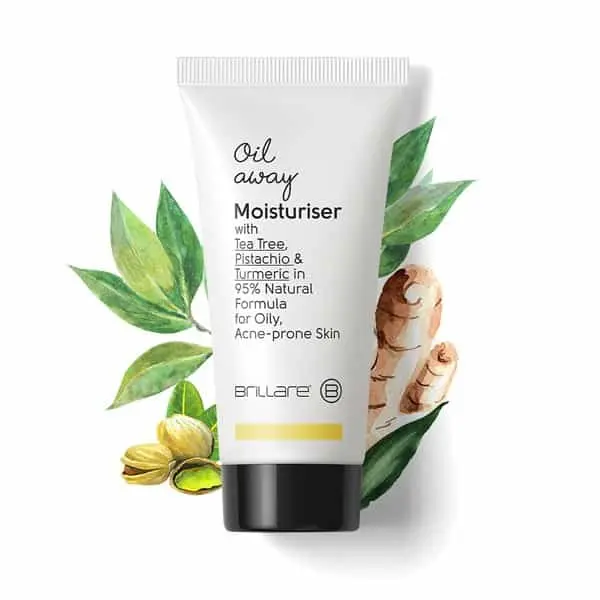 Oil
away
Moisturiser
with
Tea Tree,
Pistachio &
Turmeric in
95% Natural
Formula
for Oily,
Acne-prone Skin
Brillare® B